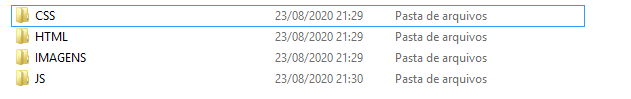 CSS 23/08/2020 21:29 Pasta de arquivos
HTML 23/08/2020 21:29 Pasta de arquivos
IMAGENS 23/08/2020 21:29 Pasta de arquivos
JS 23/08/2020 21:30 Pasta de arquivos